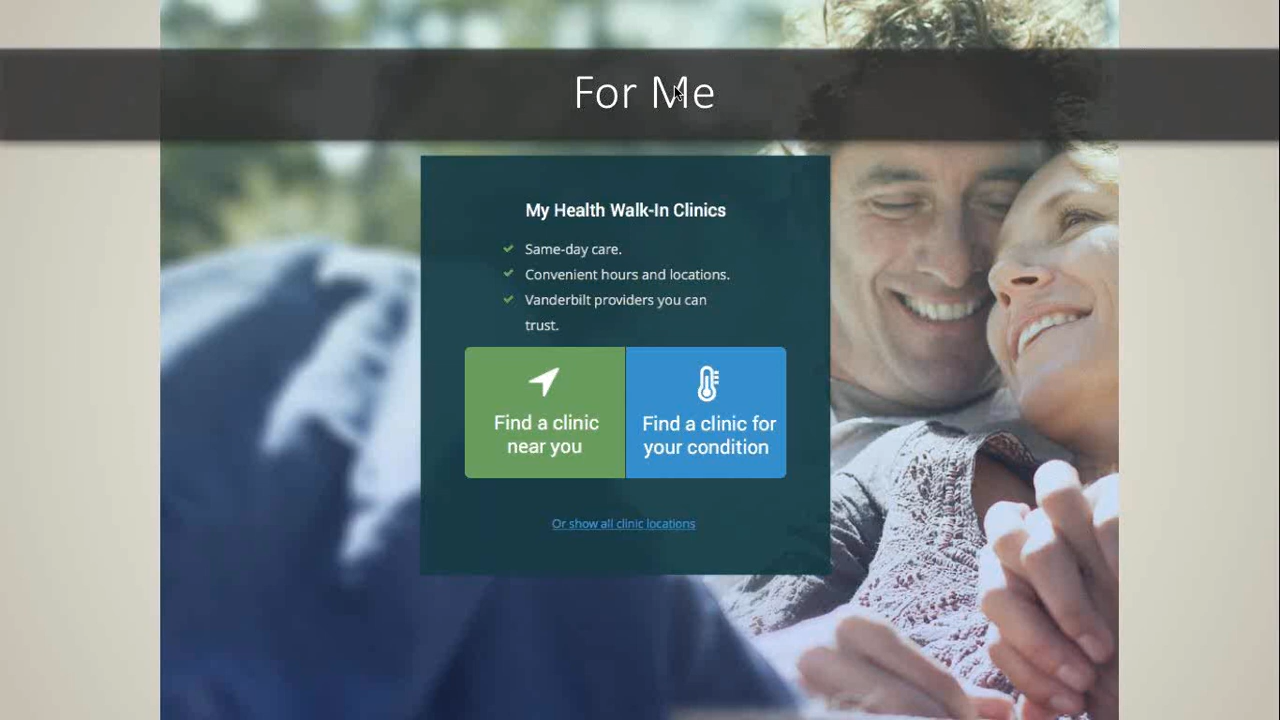 For Me
My Health Walk-In Clinics
Same-day care.
Convenient hours and locations.
Vanderbilt providers you can
trust.
Find a clinic
near you
Find a clinic for
your condition
Or show all clinic locations